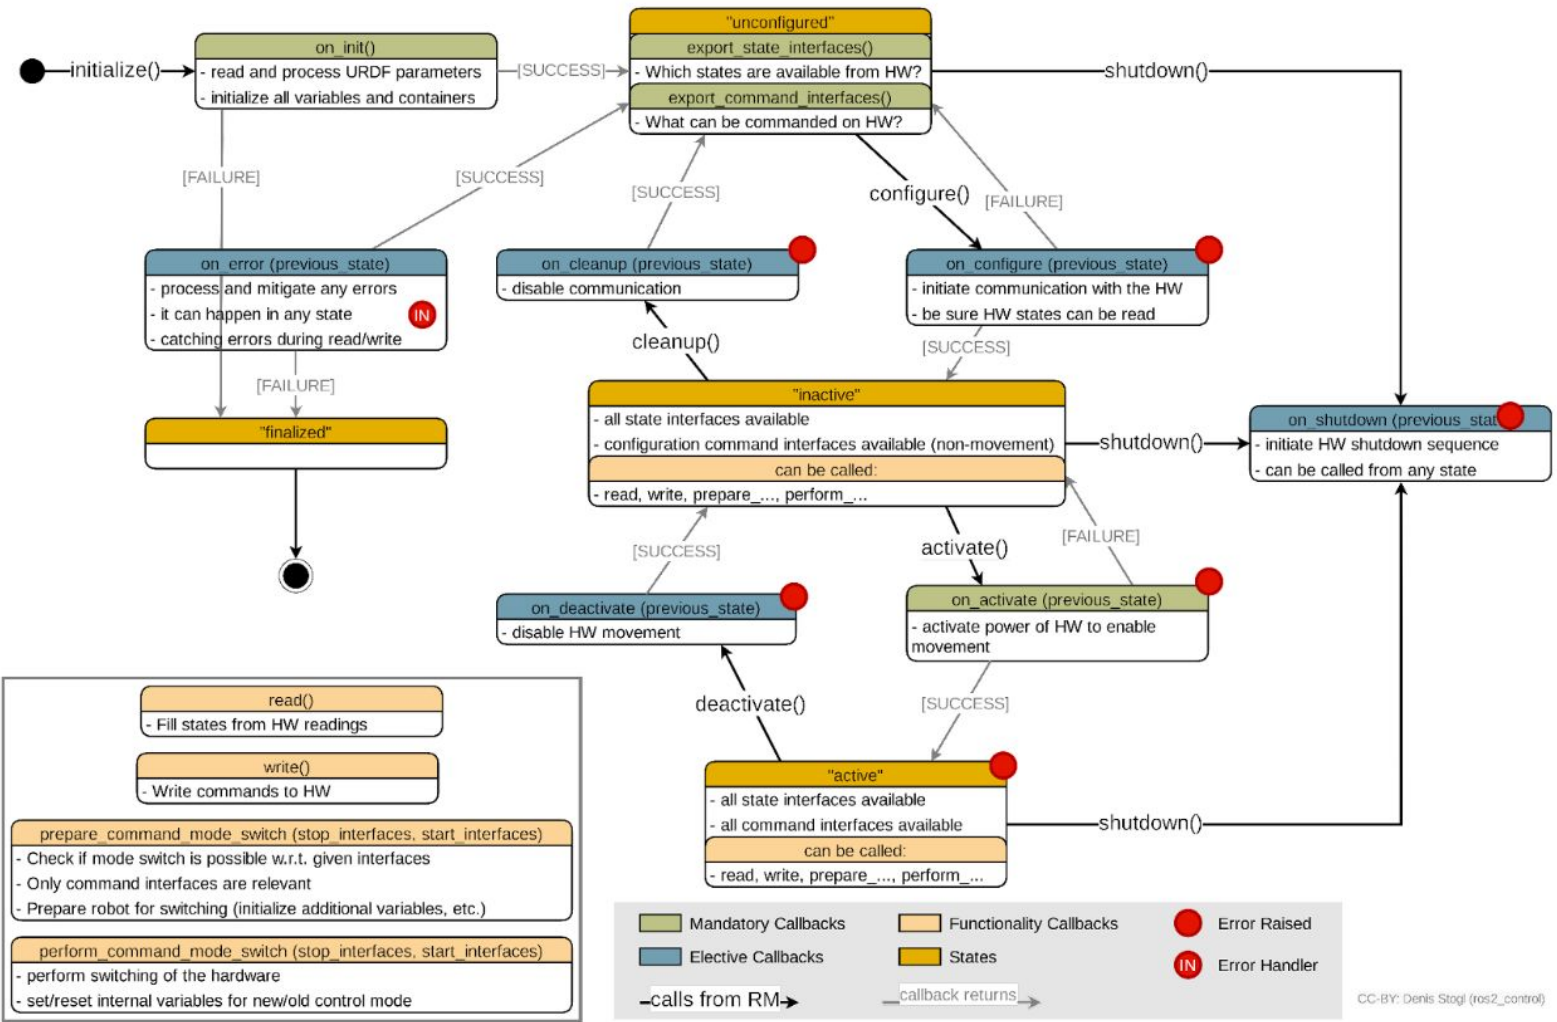 "unconfigured"
on_init()
export_state_interfaces()
initialize()
- read and process URDF parameters
[SUCCESS]
- Which states are available from HW?
shutdown()
- initialize all variables and containers
export_command_interfaces()
- What can be commanded on HW?
[FAILURE]
[SUCCESS]
[SUCCESS]
configure()
[FAILURE]
on_error (previous_state)
- process and mitigate any errors
- it can happen in any state
IN
- catching errors during read/write
on_cleanup (previous_state)
- disable communication
on_configure (previous_state)
- initiate communication with the HW
- be sure HW states can be read
cleanup()
[SUCCESS]
[FAILURE]
"finalized"
"inactive"
- all state interfaces available
- configuration command interfaces available (non-movement)
can be called:
- read, write, prepare_..., perform_...
shutdown()
on_shutdown (previous_stat
- initiate HW shutdown sequence
- can be called from any state
[SUCCESS]
activate()
[FAILURE]
on_deactivate (previous_state)
- disable HW movement
on_activate (previous_state)
- activate power of HW to enable
movement
deactivate()
[SUCCESS]
"active"
- all state interfaces available
- all command interfaces available
can be called:
- read, write, prepare_..., perform_...
shutdown()
read()
- Fill states from HW readings
write()
- Write commands to HW
prepare_command_mode_switch (stop_interfaces, start_interfaces)
- Check if mode switch is possible w.r.t. given interfaces
- Only command interfaces are relevant
- Prepare robot for switching (initialize additional variables, etc.)
perform_command_mode_switch (stop_interfaces, start_interfaces)
- perform switching of the hardware
- set/reset internal variables for new/old control mode
Mandatory Callbacks
Functionality Callbacks
Error Raised
Elective Callbacks
States
IN
Error Handler
calls from RM
callback returns
CC-BY: Denis Stogl (ros2_control)